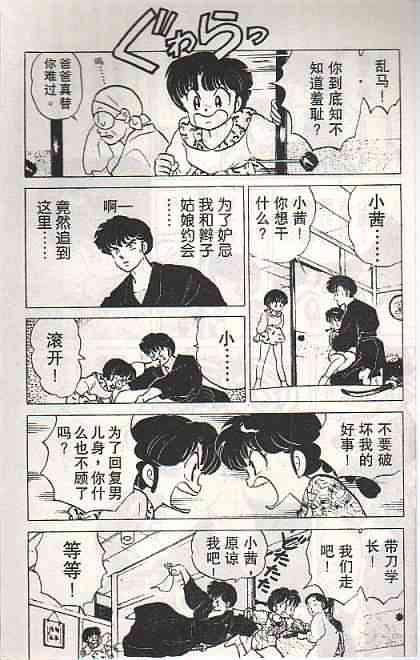 ぐわらっ
乱马！
你到底知不
知道羞耻？
嗚……
爸爸真替
你难过。
小茜……
小茜！
你想干
什么？
为了妒忌
我和辫子
姑娘约会
啊一
竟然追到
这里……
小……
滚开！
不要破
坏我的
好事！
为了回复男
儿身，你什
么也不顾了
吗？
带刀学
长！
我们走
吧！
小茜！
原谅
我吧！
等等！